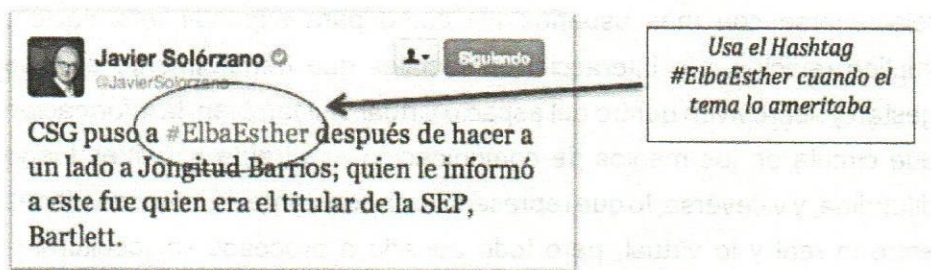 Javier Solórzano
@JavierSolorzano
Siguiendo
CSG puso a #ElbaEsther después de hacer a
un lado a Jongitud Barrios; quien le informó
a este fue quien era el titular de la SEP,
Bartlett.
Usa el Hashtag
#ElbaEsther cuando el
tema lo ameritaba